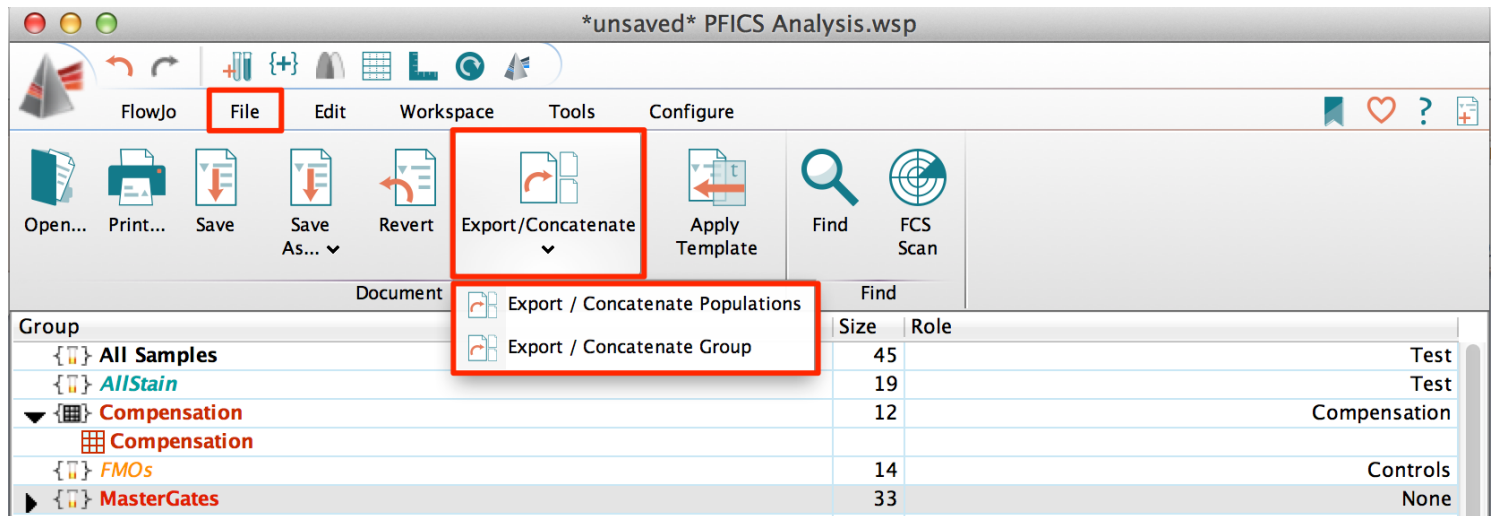 *unsaved* PFICS Analysis.wsp
FlowJo File Edit Workspace Tools Configure
Open... Print... Save Save As... Revert Export/Concatenate Apply Template Find FCS Scan
Document Find
Export / Concatenate Populations
Export / Concatenate Group
Group Size Role
All Samples 45 Test
AllStain 19 Test
Compensation 12 Compensation
Compensation
FMOs 14 Controls
MasterGates 33 None